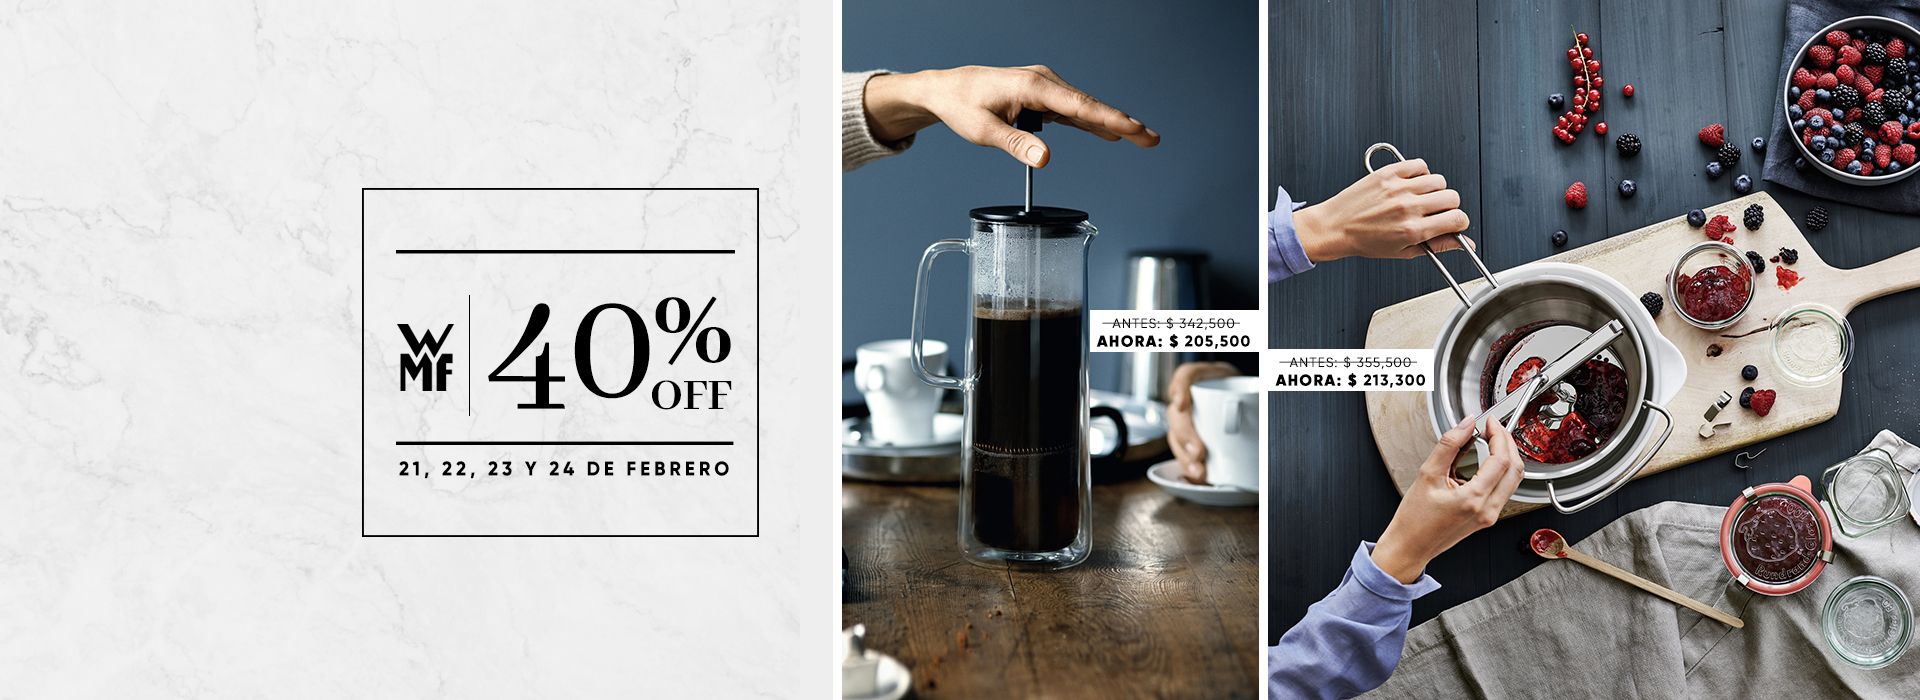 WMF
40%
OFF
21, 22, 23 Y 24 DE FEBRERO
ANTES: $ 342,500
AHORA: $ 205,500
ANTES: $ 355,500
AHORA: $ 213,300